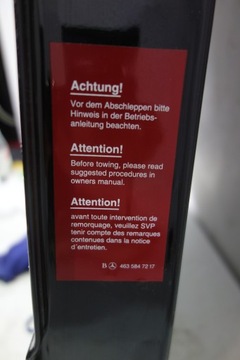 Achtung!
Vor dem Abschleppen bitte
Hinweis in der Betriebs-
anleitung beachten.
Attention!
Before towing, please read
suggested procedures in
owners manual.
Attention!
avant toute intervention de
remorquage, veuillez SVP
tenir compte des remarques
contenues dans la notice
d'entretien.
B 463 584 72 17